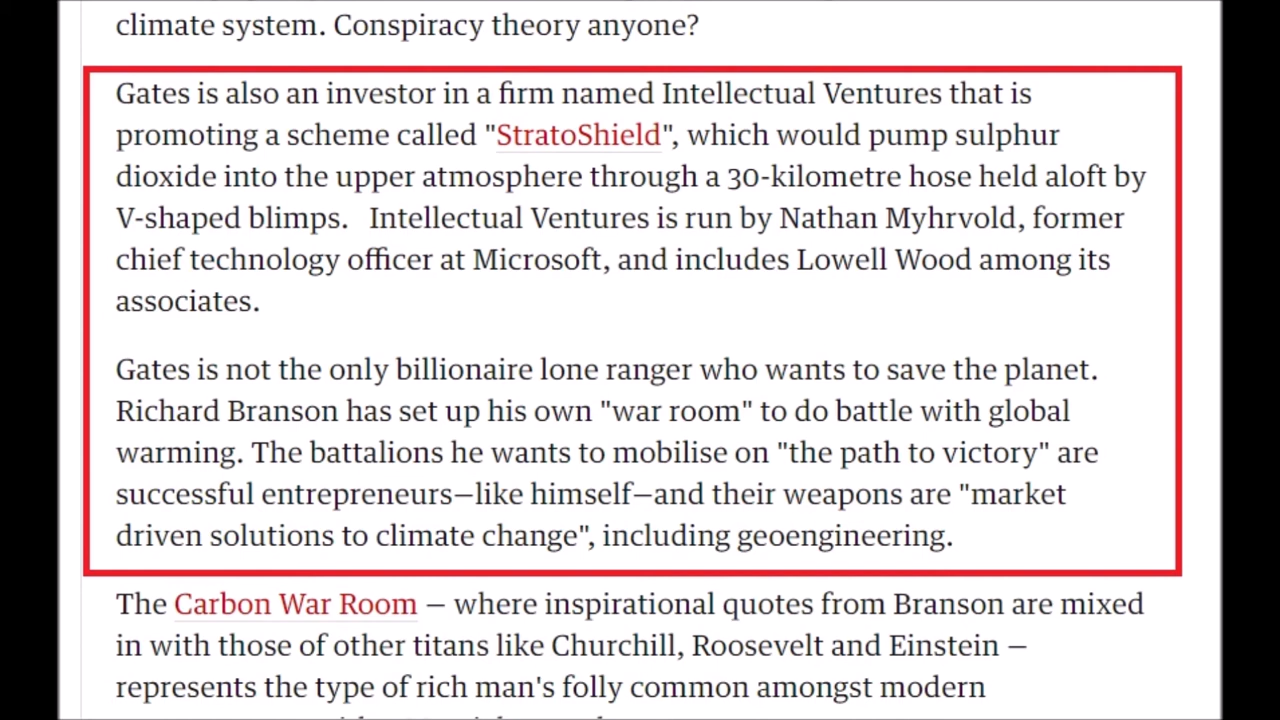 climate system. Conspiracy theory anyone?
Gates is also an investor in a firm named Intellectual Ventures that is
promoting a scheme called "StratoShield", which would pump sulphur
dioxide into the upper atmosphere through a 30-kilometre hose held aloft by
V-shaped blimps.   Intellectual Ventures is run by Nathan Myhrvold, former
chief technology officer at Microsoft, and includes Lowell Wood among its
associates.
Gates is not the only billionaire lone ranger who wants to save the planet.
Richard Branson has set up his own "war room" to do battle with global
warming. The battalions he wants to mobilise on "the path to victory" are
successful entrepreneurs—like himself—and their weapons are "market
driven solutions to climate change", including geoengineering.
The Carbon War Room – where inspirational quotes from Branson are mixed
in with those of other titans like Churchill, Roosevelt and Einstein –
represents the type of rich man's folly common amongst modern